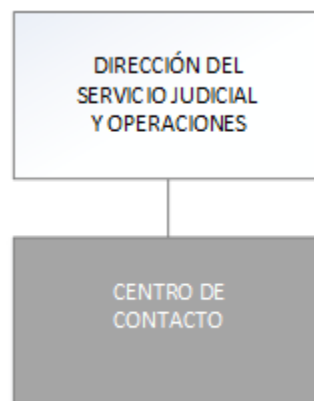 DIRECCIÓN DEL
SERVICIO JUDICIAL
Y OPERACIONES
CENTRO DE
CONTACTO